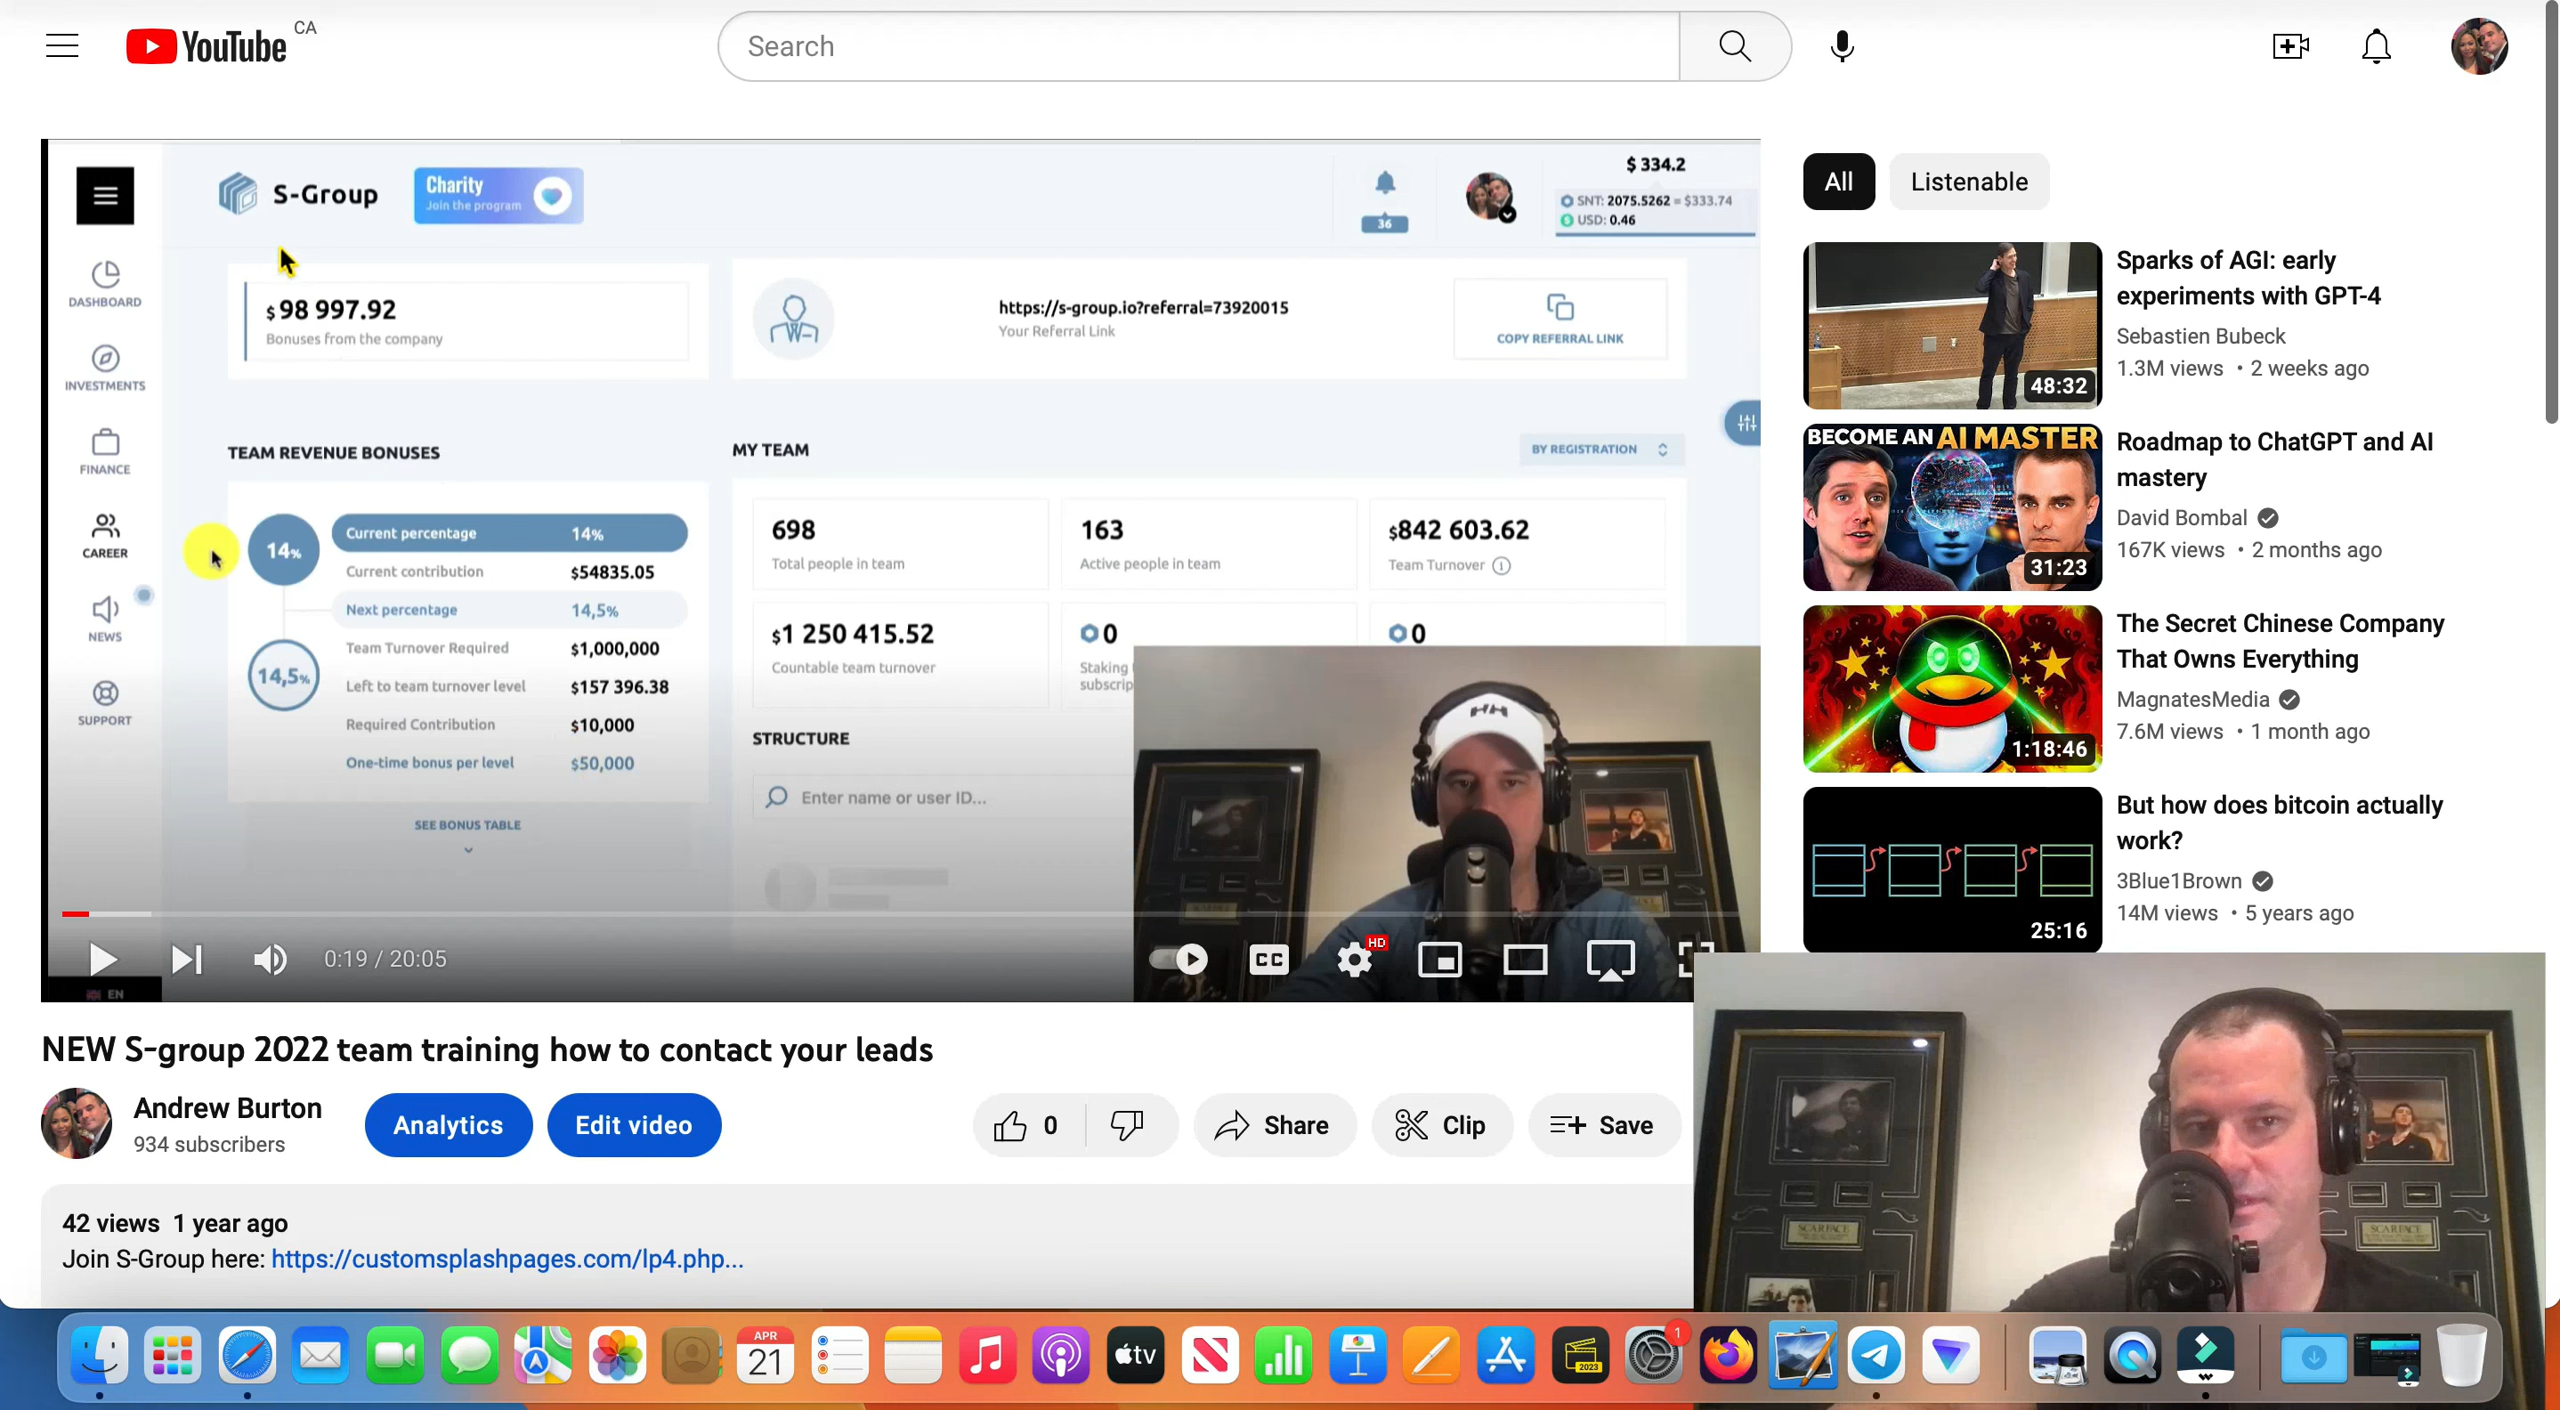 YouTube CA
Search
S-Group
Charity
Join the program
36
$ 334.2
SNT: 2075.5262 = $333.74
USD: 0.46
DASHBOARD
INVESTMENTS
FINANCE
CAREER
NEWS
SUPPORT
EN
$ 98 997.92
Bonuses from the company
https://s-group.io?referral=73920015
Your Referral Link
COPY REFERRAL LINK
TEAM REVENUE BONUSES
14%
Current percentage 14%
Current contribution $54835.05
Next percentage 14,5%
14,5%
Team Turnover Required $1,000,000
Left to team turnover level $157 396.38
Required Contribution $10,000
One-time bonus per level $50,000
SEE BONUS TABLE
MY TEAM
BY REGISTRATION
698
Total people in team
163
Active people in team
$842 603.62
Team Turnover
$1 250 415.52
Countable team turnover
0
Staking
subscrip
0
STRUCTURE
Enter name or user ID...
0:19 / 20:05
CC
HD
All
Listenable
48:32
Sparks of AGI: early
experiments with GPT-4
Sebastien Bubeck
1.3M views • 2 weeks ago
BECOME AN AI MASTER
31:23
Roadmap to ChatGPT and AI
mastery
David Bombal
167K views • 2 months ago
1:18:46
The Secret Chinese Company
That Owns Everything
MagnatesMedia
7.6M views • 1 month ago
25:16
But how does bitcoin actually
work?
3Blue1Brown
14M views • 5 years ago
NEW S-group 2022 team training how to contact your leads
Andrew Burton
934 subscribers
Analytics
Edit video
0
Share
Clip
Save
42 views 1 year ago
Join S-Group here: https://customsplashpages.com/lp4.php...
SCARFACE
SCARFACE
APR
21
tv
2023
1